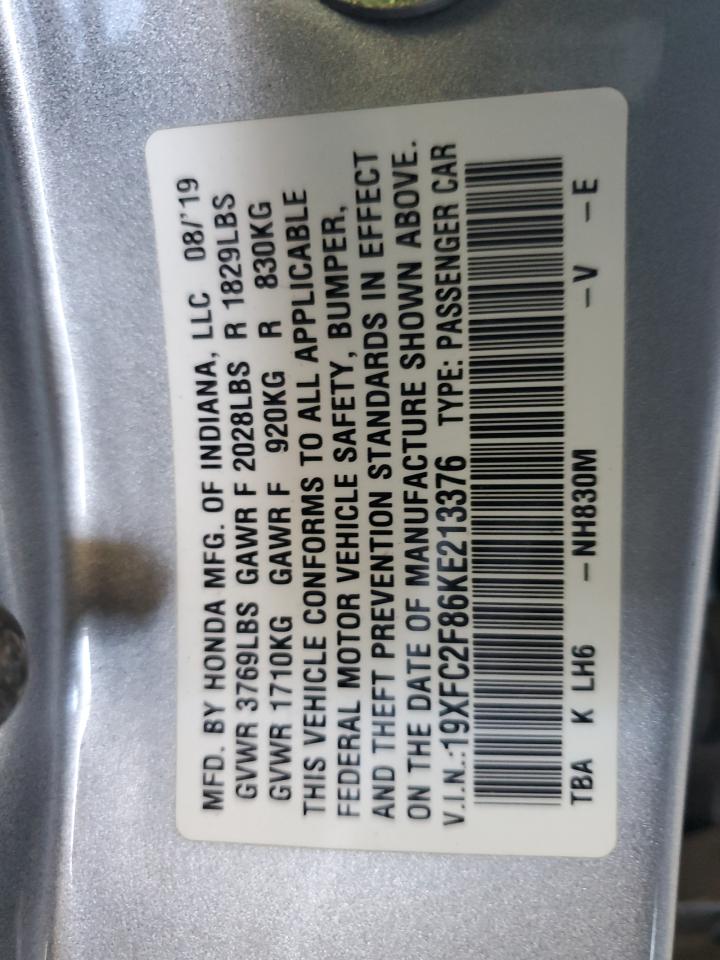 MFD. BY HONDA MFG. OF INDIANA, LLC 08/'19
GVWR 3769LBS GAWR F 2028LBS R 1829LBS
GVWR 1710KG GAWR F 920KG R 830KG
THIS VEHICLE CONFORMS TO ALL APPLICABLE
FEDERAL MOTOR VEHICLE SAFETY, BUMPER,
AND THEFT PREVENTION STANDARDS IN EFFECT
ON THE DATE OF MANUFACTURE SHOWN ABOVE.
V.I.N.:19XFC2F86KE213376 TYPE: PASSENGER CAR
TBA K LH6 – NH830M – V – E